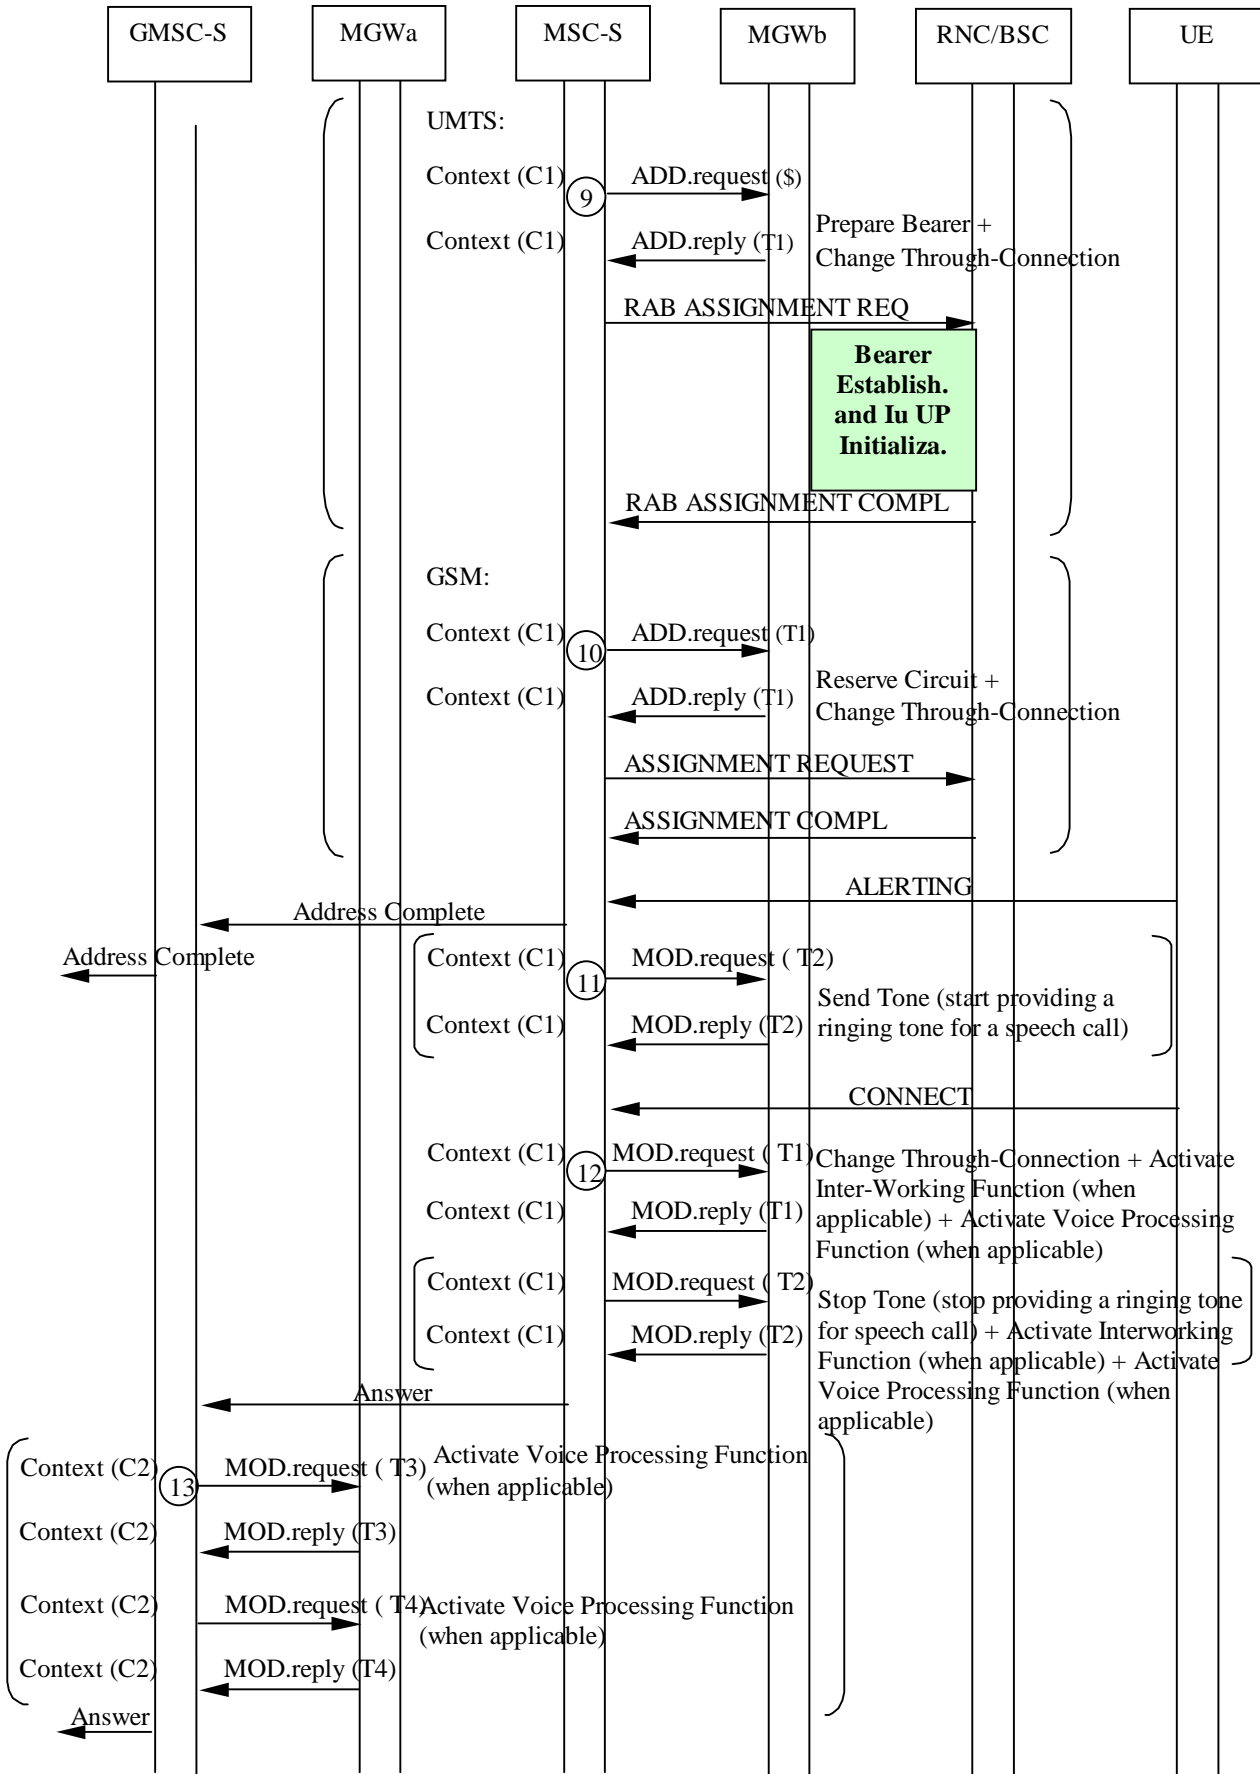 GMSC-S
MGWa
MSC-S
MGWb
RNC/BSC
UE
UMTS:
Context (C1)
9
ADD.request ($)
Context (C1)
ADD.reply (T1)
Prepare Bearer +
Change Through-Connection
RAB ASSIGNMENT REQ
Bearer
Establish.
and Iu UP
Initializa.
RAB ASSIGNMENT COMPL
GSM:
Context (C1)
10
ADD.request (T1)
Context (C1)
ADD.reply (T1)
Reserve Circuit +
Change Through-Connection
ASSIGNMENT REQUEST
ASSIGNMENT COMPL
ALERTING
Address Complete
Address Complete
Context (C1)
11
MOD.request ( T2)
Context (C1)
MOD.reply (T2)
Send Tone (start providing a
ringing tone for a speech call)
CONNECT
Context (C1)
12
MOD.request ( T1)
Context (C1)
MOD.reply (T1)
Change Through-Connection + Activate
Inter-Working Function (when
applicable) + Activate Voice Processing
Function (when applicable)
Context (C1)
MOD.request ( T2)
Context (C1)
MOD.reply (T2)
Stop Tone (stop providing a ringing tone
for speech call) + Activate Interworking
Function (when applicable) + Activate
Voice Processing Function (when
applicable)
Answer
Context (C2)
13
MOD.request ( T3)
Activate Voice Processing Function
(when applicable)
Context (C2)
MOD.reply (T3)
Context (C2)
MOD.request ( T4)
Activate Voice Processing Function
(when applicable)
Context (C2)
MOD.reply (T4)
Answer